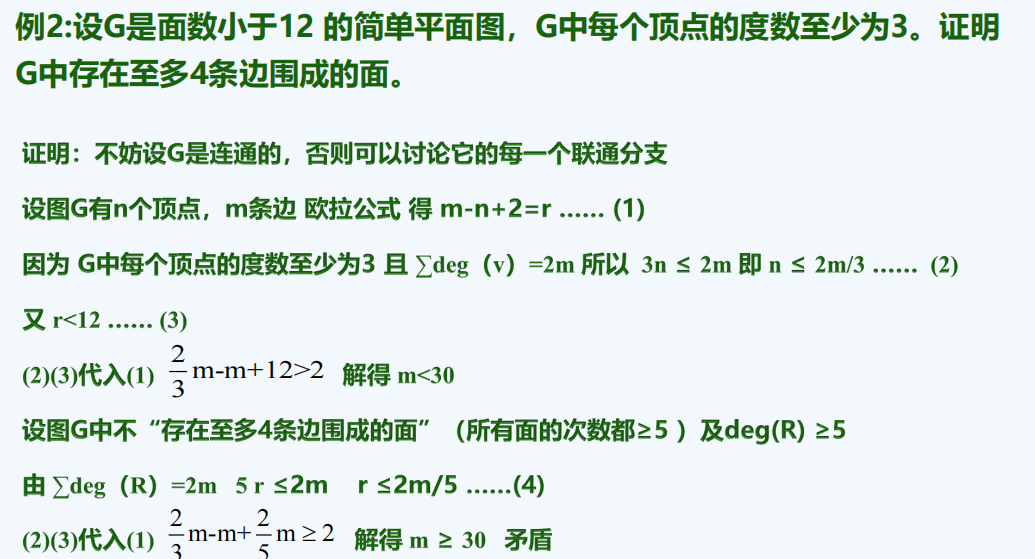 例2:设G是面数小于12 的简单平面图，G中每个顶点的度数至少为3。证明
G中存在至多4条边围成的面。
证明：不妨设G是连通的，否则可以讨论它的每一个联通分支
设图G有n个顶点，m条边 欧拉公式 得 m-n+2=r …… (1)
因为 G中每个顶点的度数至少为3 且 ∑deg（v）=2m 所以 3n ≤ 2m 即 n ≤ 2m/3 …… (2)
又 r<12 …… (3)
(2)(3)代入(1) 2/3 m-m+12>2 解得 m<30
设图G中不“存在至多4条边围成的面”（所有面的次数都≥5 ）及deg(R) ≥5
由 ∑deg（R）=2m 5 r ≤2m r ≤2m/5 ……(4)
(2)(3)代入(1) 2/3 m-m+2/5 m ≥ 2 解得 m ≥ 30 矛盾